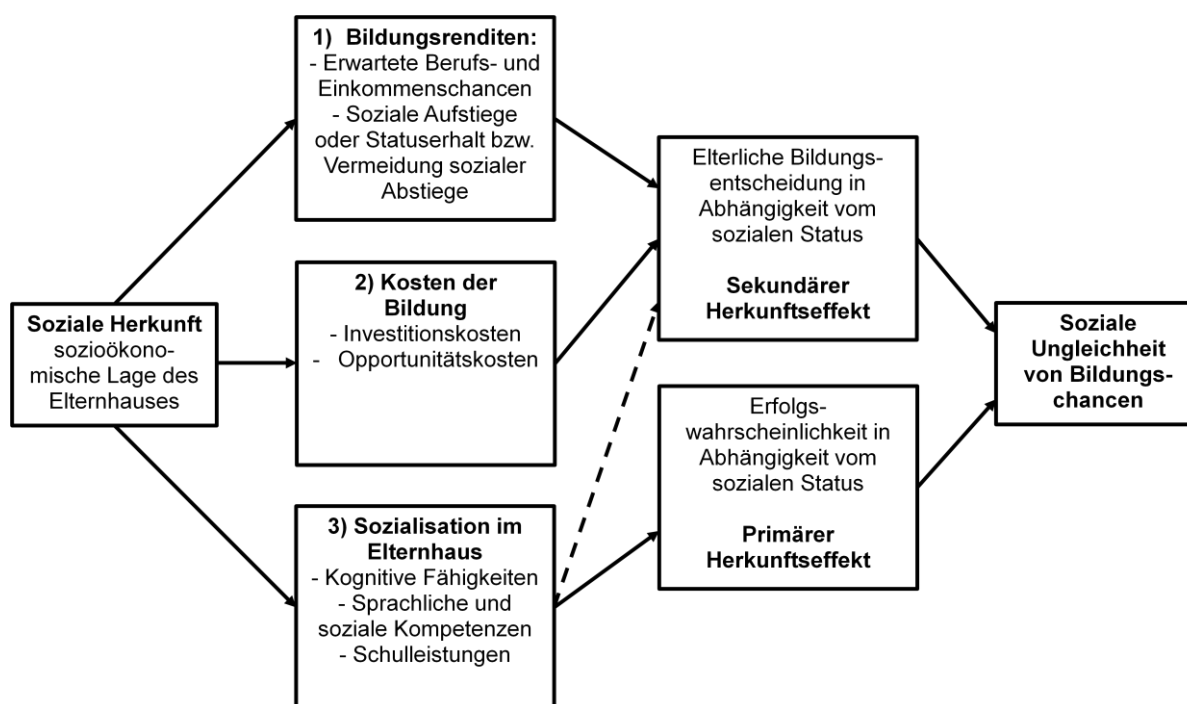 Soziale Herkunft
sozioökono-
mische Lage des
Elternhauses
1) Bildungsrenditen:
- Erwartete Berufs- und
Einkommenschancen
- Soziale Aufstiege
oder Statuserhalt bzw.
Vermeidung sozialer
Abstiege
2) Kosten der
Bildung
- Investitionskosten
- Opportunitätskosten
3) Sozialisation im
Elternhaus
- Kognitive Fähigkeiten
- Sprachliche und
soziale Kompetenzen
- Schulleistungen
Elterliche Bildungs-
entscheidung in
Abhängigkeit vom
sozialen Status
Sekundärer
Herkunftseffekt
Erfolgs-
wahrscheinlichkeit in
Abhängigkeit vom
sozialen Status
Primärer
Herkunftseffekt
Soziale
Ungleichheit
von Bildungs-
chancen